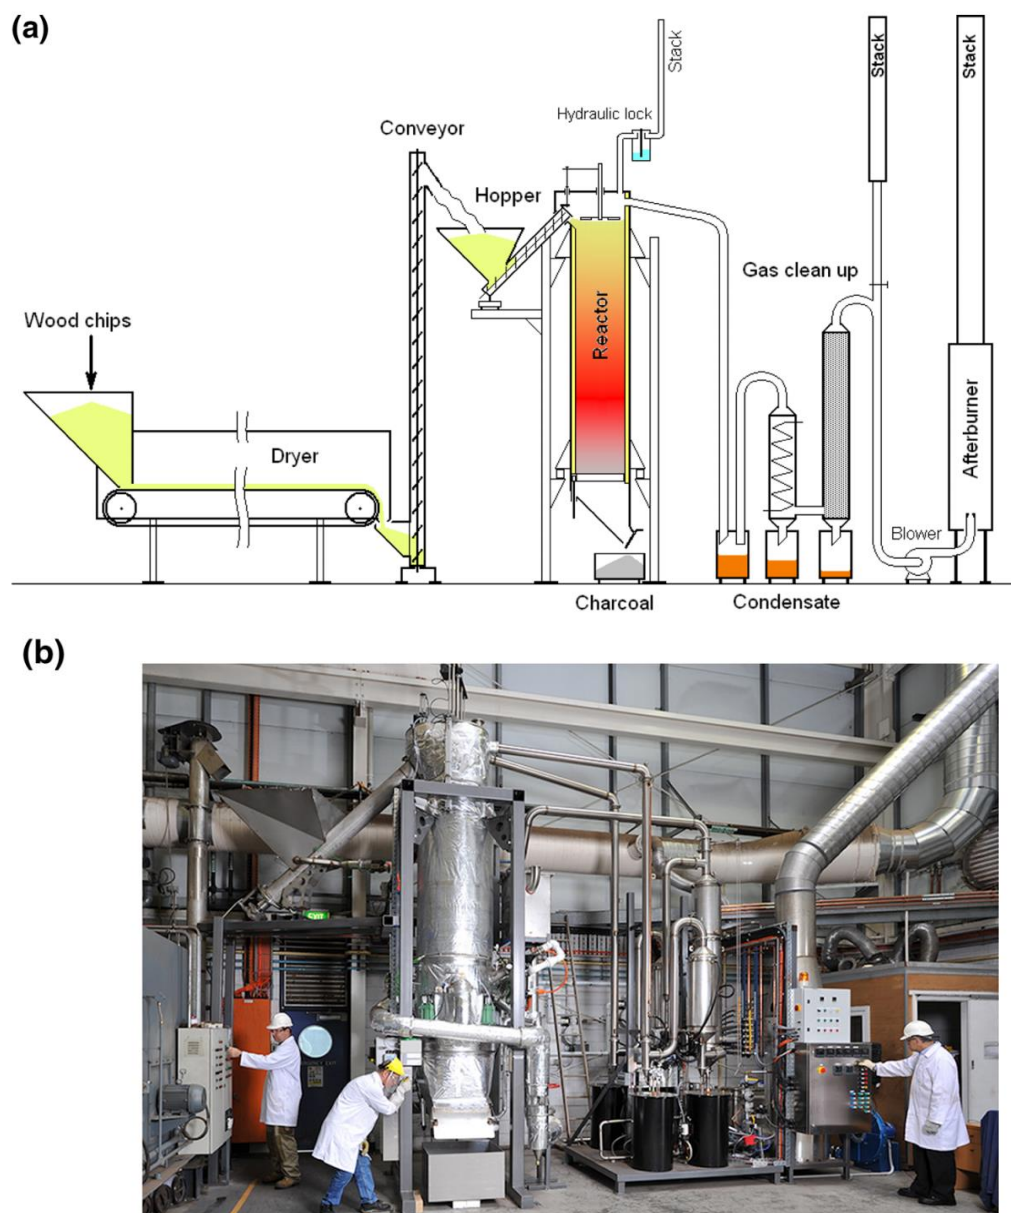 (a)
Stack
Stack
Stack
Hydraulic lock
Conveyor
Hopper
Gas clean up
Wood chips
Reactor
Dryer
Afterburner
Blower
Charcoal
Condensate
(b)
EXIT